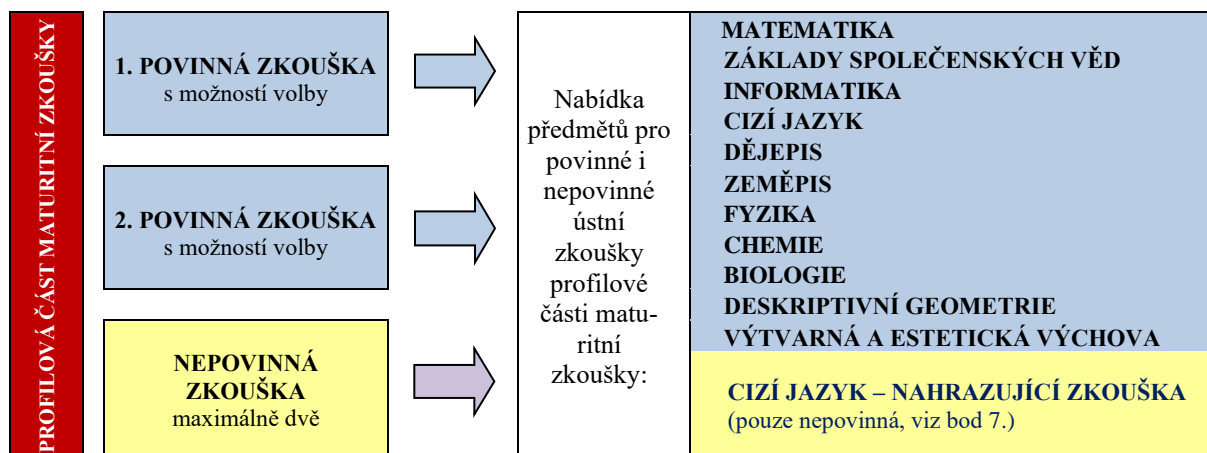 PROFILOVÁ ČÁST MATURITNÍ ZKOUŠKY
1. POVINNÁ ZKOUŠKA
s možností volby
2. POVINNÁ ZKOUŠKA
s možností volby
NEPOVINNÁ
ZKOUŠKA
maximálně dvě
Nabídka
předmětů pro
povinné i
nepovinné
ústní
zkoušky
profilové
části matu-
ritní
zkoušky:
MATEMATIKA
ZÁKLADY SPOLEČENSKÝCH VĚD
INFORMATIKA
CIZÍ JAZYK
DĚJEPIS
ZEMĚPIS
FYZIKA
CHEMIE
BIOLOGIE
DESKRIPTIVNÍ GEOMETRIE
VÝTVARNÁ A ESTETICKÁ VÝCHOVA
CIZÍ JAZYK – NAHRAZUJÍCÍ ZKOUŠKA
(pouze nepovinná, viz bod 7.)